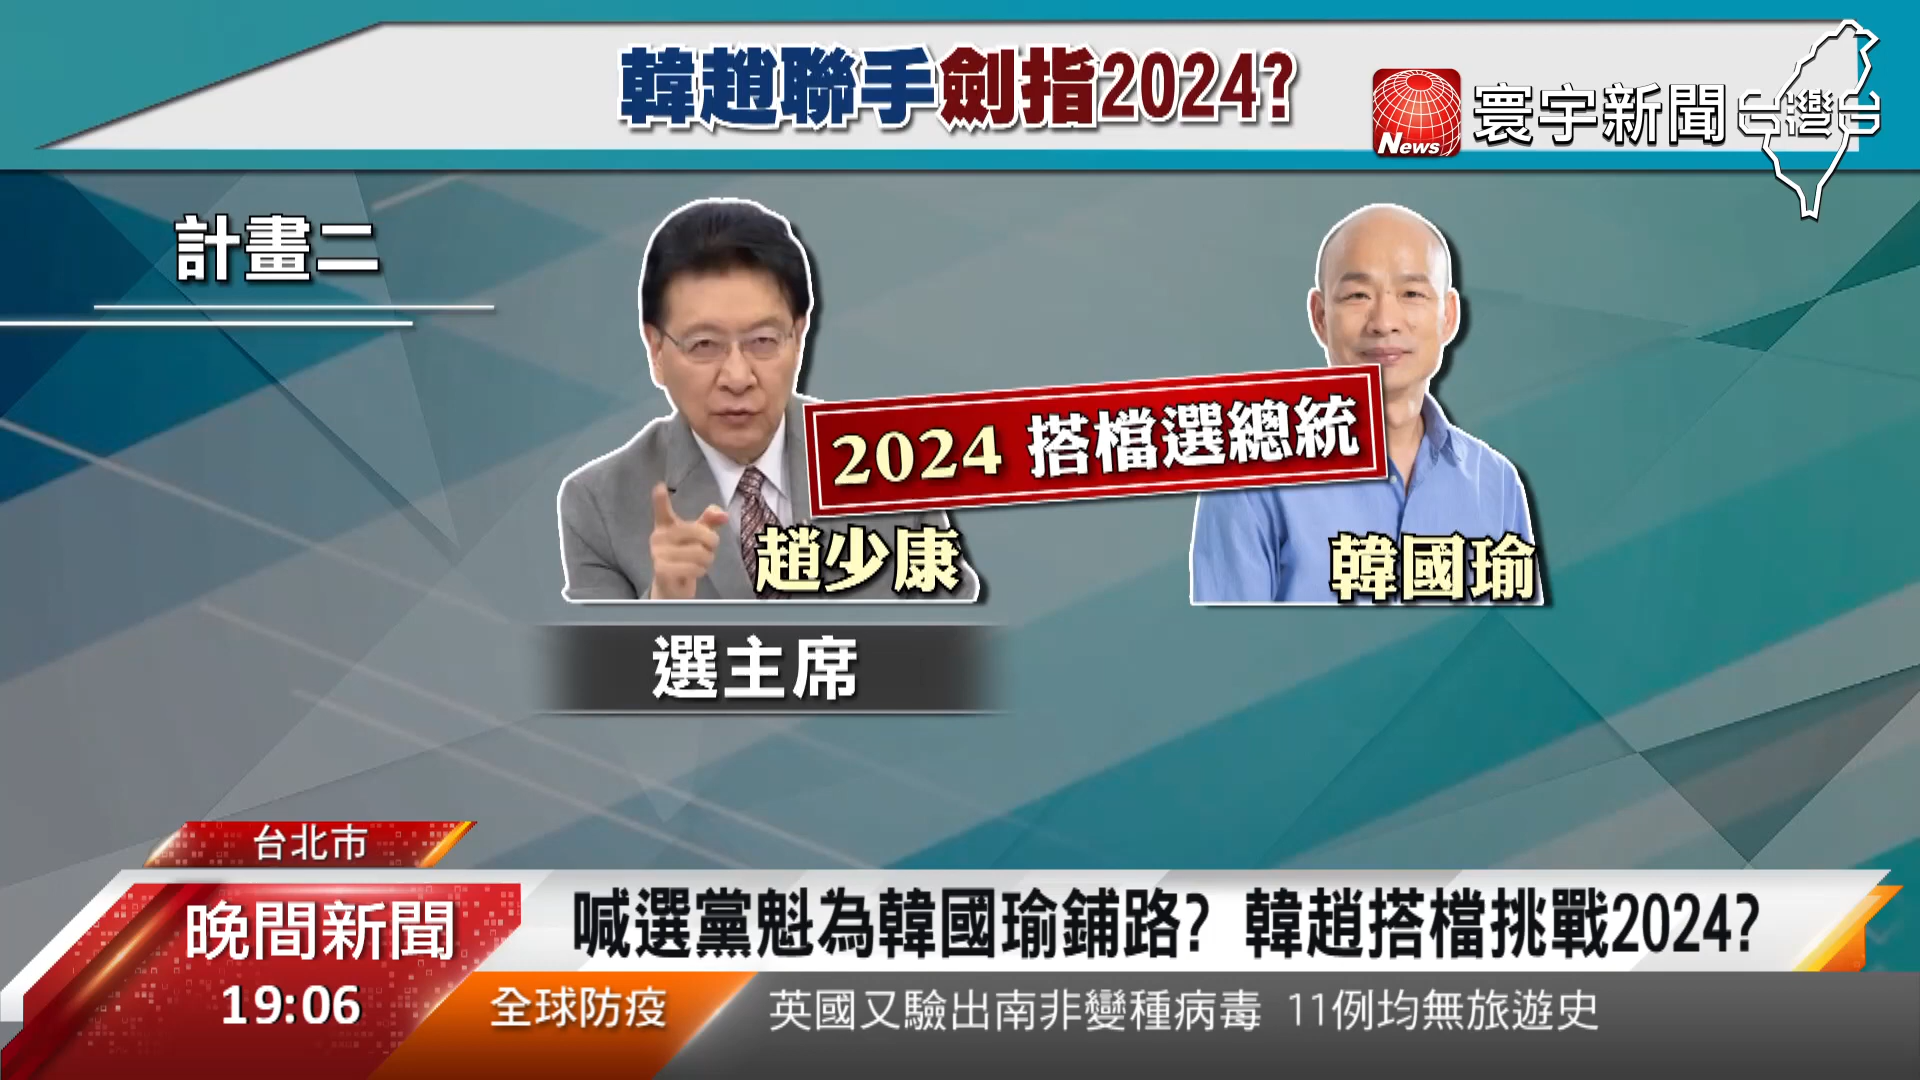 韓趙聯手劍指2024?
News
寰宇新聞 台灣台
計畫二
2024 搭檔選總統
趙少康
韓國瑜
選主席
台北市
晚間新聞
喊選黨魁為韓國瑜鋪路? 韓趙搭檔挑戰2024?
19:06
全球防疫
英國又驗出南非變種病毒 11例均無旅遊史